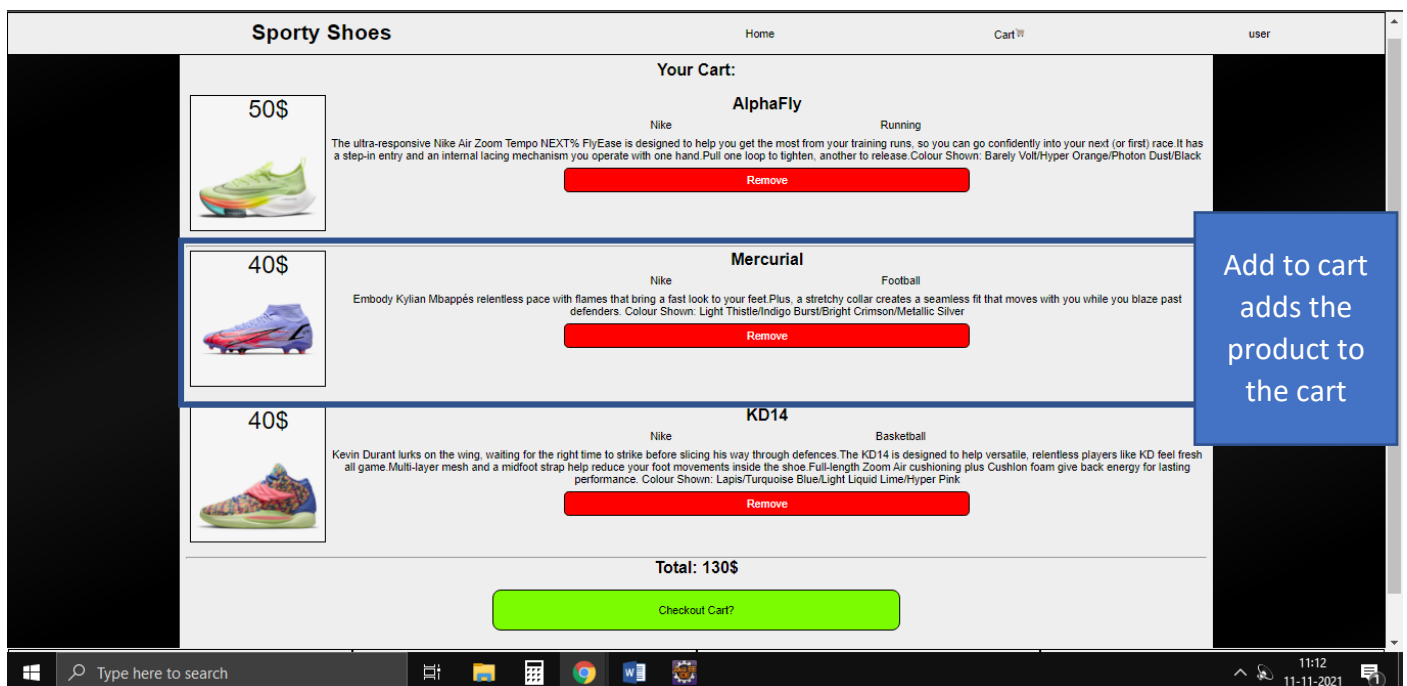 Sporty Shoes
Home
Cart
user
Your Cart:
50$
AlphaFly
Nike
Running
The ultra-responsive Nike Air Zoom Tempo NEXT% FlyEase is designed to help you get the most from your training runs, so you can go confidently into your next (or first) race.It has
a step-in entry and an internal lacing mechanism you operate with one hand.Pull one loop to tighten, another to release.Colour Shown: Barely Volt/Hyper Orange/Photon Dust/Black
Remove
40$
Mercurial
Nike
Football
Embody Kylian Mbappés relentless pace with flames that bring a fast look to your feet.Plus, a stretchy collar creates a seamless fit that moves with you while you blaze past
defenders. Colour Shown: Light Thistle/Indigo Burst/Bright Crimson/Metallic Silver
Remove
Add to cart
adds the
product to
the cart
40$
KD14
Nike
Basketball
Kevin Durant lurks on the wing, waiting for the right time to strike before slicing his way through defences.The KD14 is designed to help versatile, relentless players like KD feel fresh
all game.Multi-layer mesh and a midfoot strap help reduce your foot movements inside the shoe.Full-length Zoom Air cushioning plus Cushlon foam give back energy for lasting
performance. Colour Shown: Lapis/Turquoise Blue/Light Liquid Lime/Hyper Pink
Remove
Total: 130$
Checkout Cart?
Type here to search
11:12
11-11-2021
1